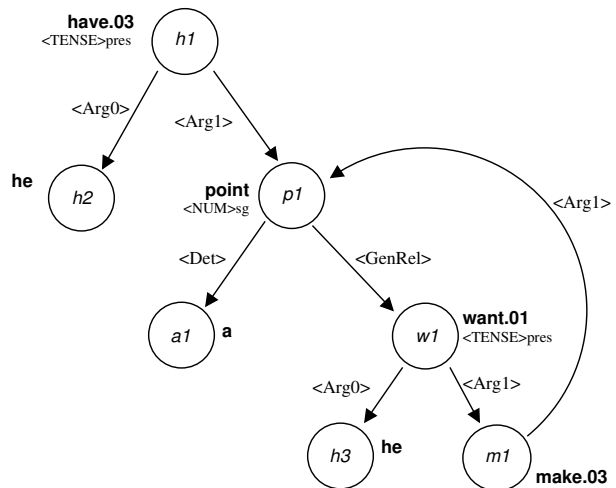 have.03
<TENSE>pres
h1
<Arg0>
<Arg1>
he
h2
point
<NUM>sg
p1
<Arg1>
<Det>
<GenRel>
a1
a
w1
want.01
<TENSE>pres
<Arg0>
<Arg1>
h3
he
m1
make.03